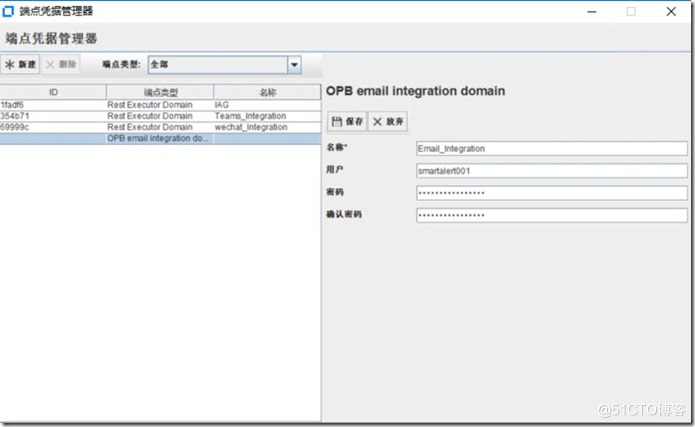 端点凭据管理器
端点凭据管理器
新建 删除 端点类型: 全部
ID 端点类型 名称
1fadf6 Rest Executor Domain IAG
354b71 Rest Executor Domain Teams_Integration
69999c Rest Executor Domain wechat_Integration
OPB email integration do...
OPB email integration domain
保存 放弃
名称* Email_Integration
用户 smartalert001
密码 ****************
确认密码 ****************
@51CTO博客